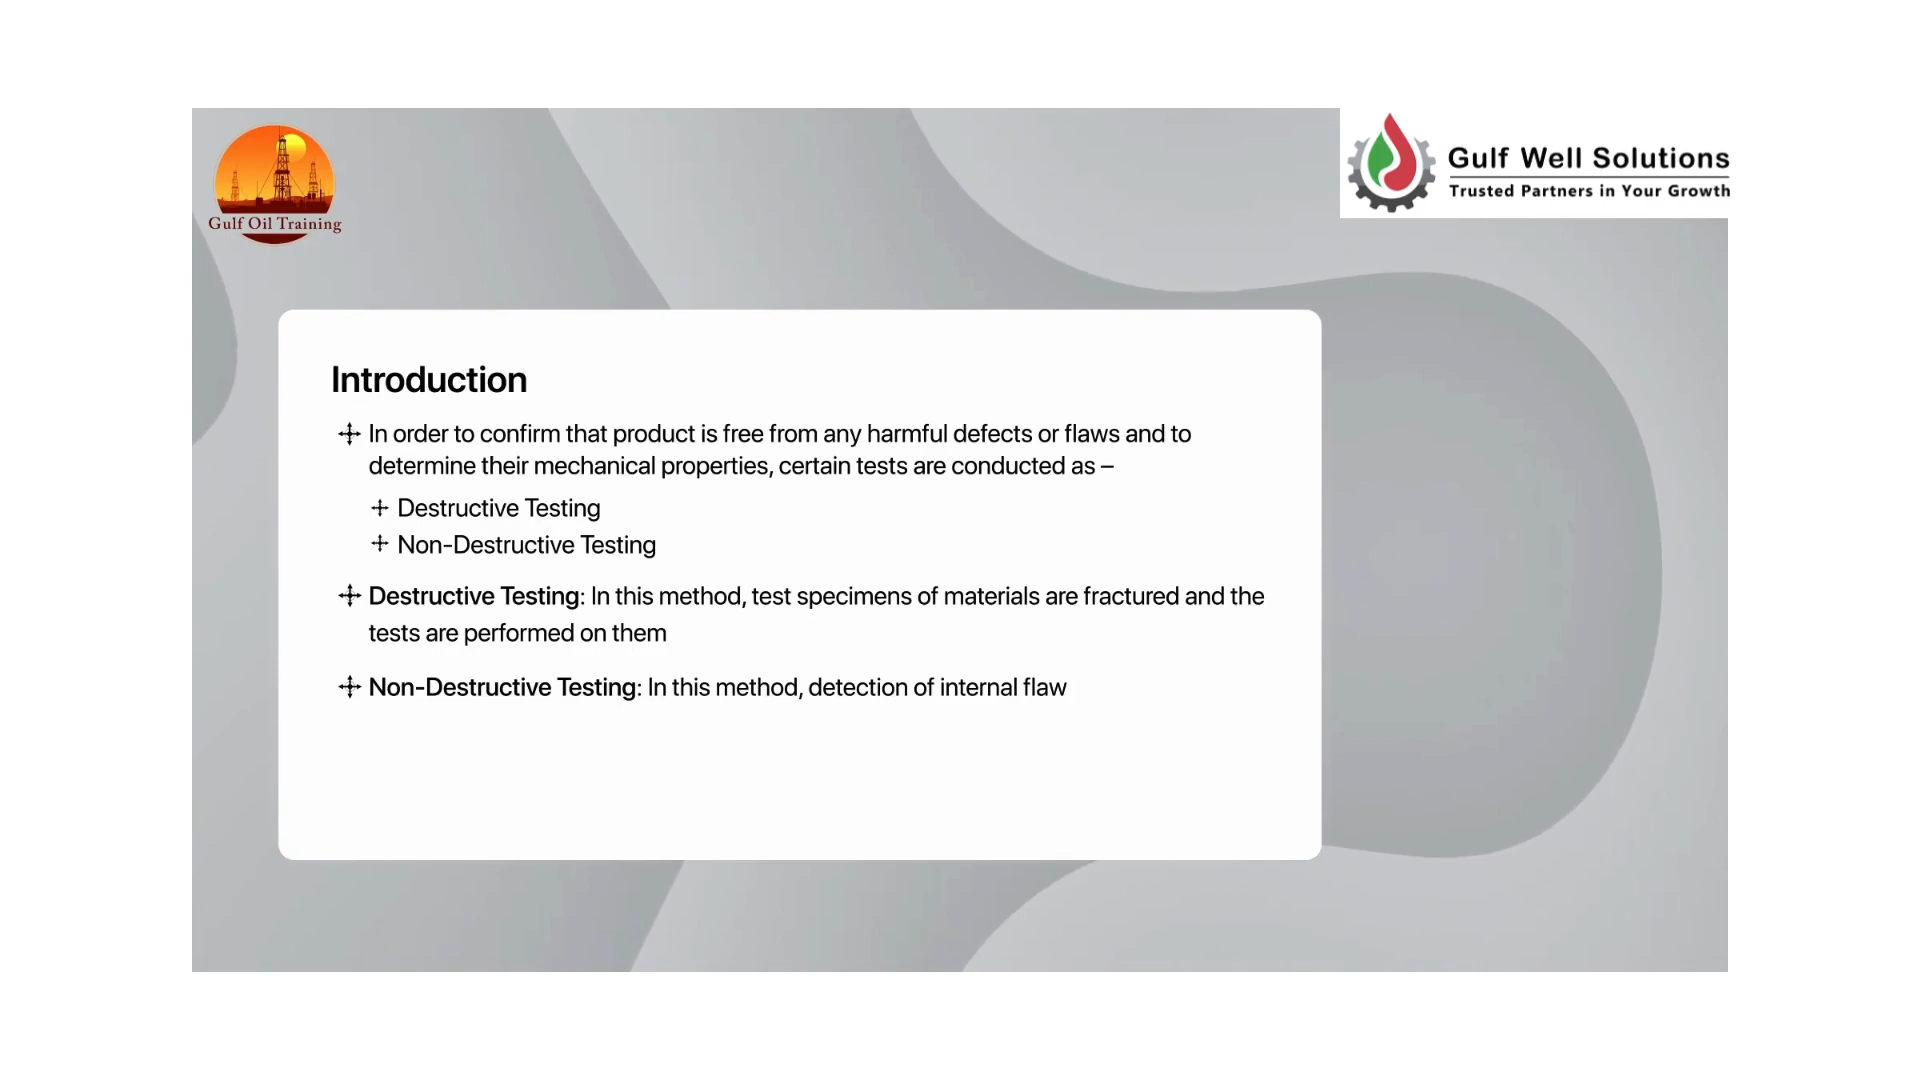 Gulf Oil Training
Gulf Well Solutions
Trusted Partners in Your Growth
Introduction
In order to confirm that product is free from any harmful defects or flaws and to
determine their mechanical properties, certain tests are conducted as –
Destructive Testing
Non-Destructive Testing
Destructive Testing: In this method, test specimens of materials are fractured and the
tests are performed on them
Non-Destructive Testing: In this method, detection of internal flaw